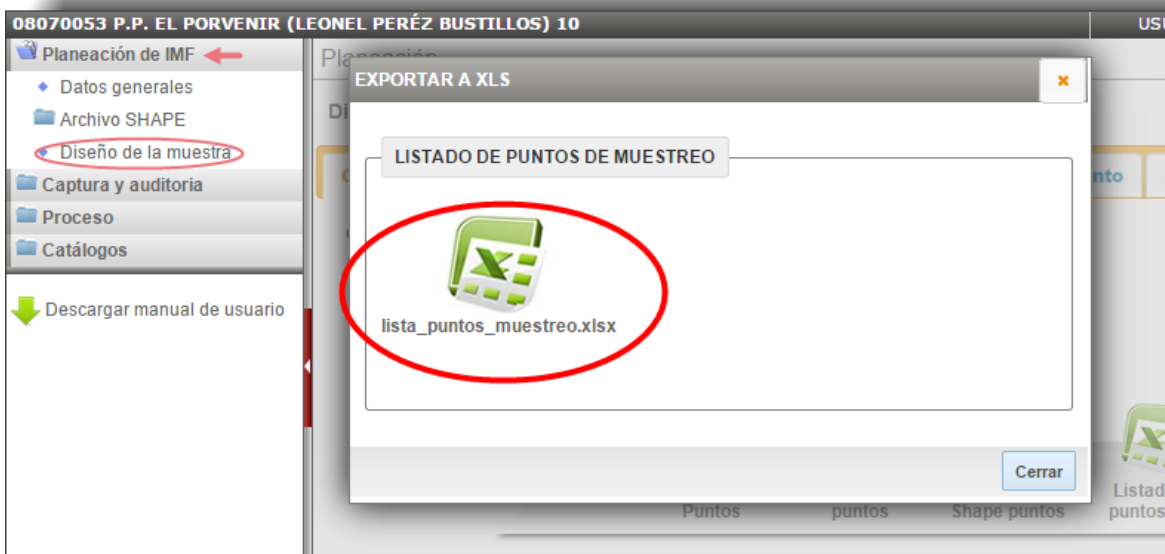 08070053 P.P. EL PORVENIR (LEONEL PERÉZ BUSTILLOS) 10
Planeación de IMF
Datos generales
Archivo SHAPE
Diseño de la muestra
Captura y auditoria
Proceso
Catálogos
Descargar manual de usuario
EXPORTAR A XLS
LISTADO DE PUNTOS DE MUESTREO
lista_puntos_muestreo.xlsx
Cerrar
Puntos
puntos
Shape puntos
puntos